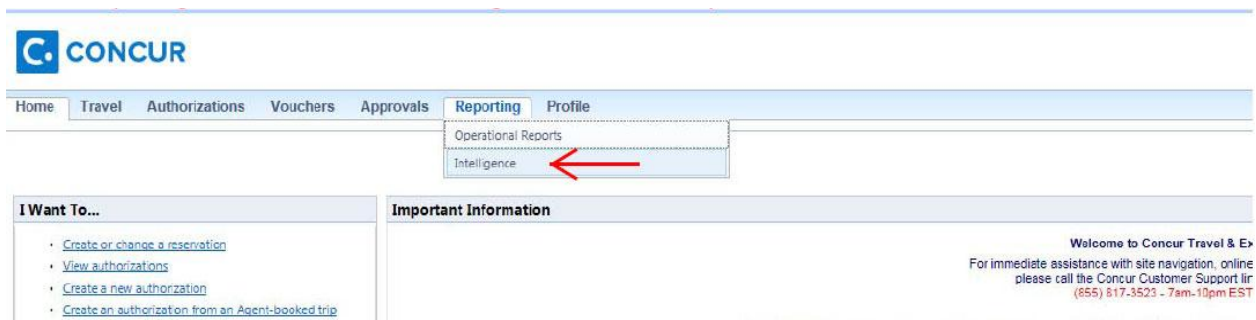 C. CONCUR
Home Travel Authorizations Vouchers Approvals Reporting Profile
Operational Reports
Intelligence
I Want To...
Create or change a reservation
View authorizations
Create a new authorization
Create an authorization from an Agent-booked trip
Important Information
Welcome to Concur Travel & Ex
For immediate assistance with site navigation, online
please call the Concur Customer Support lin
(855) 817-3523 - 7am-10pm EST